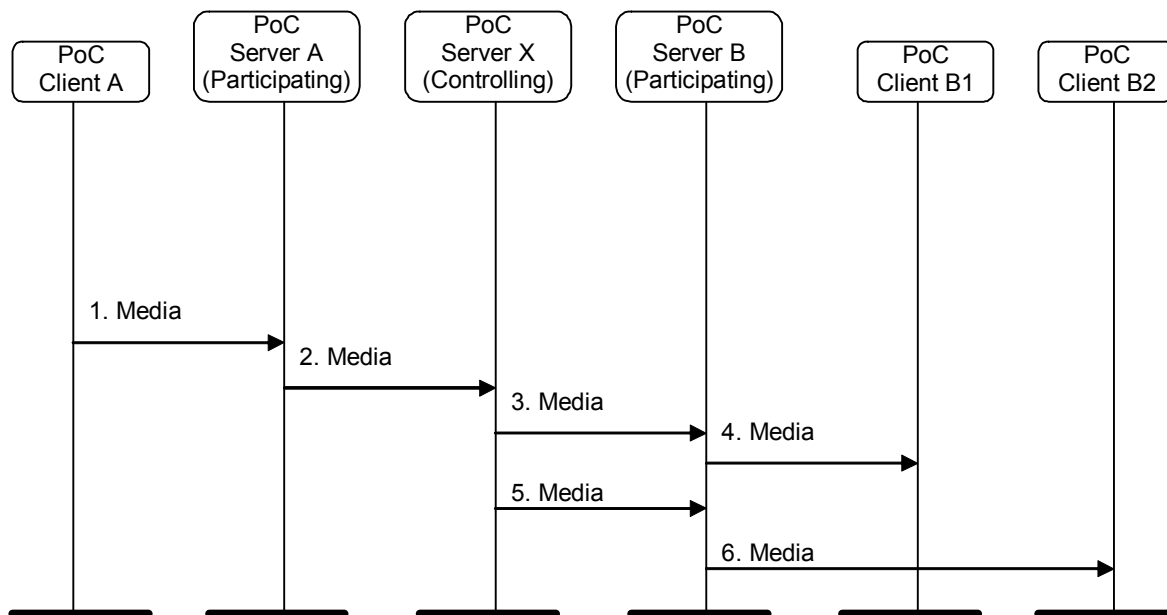 PoC
Client A
PoC
Server A
(Participating)
PoC
Server X
(Controlling)
PoC
Server B
(Participating)
PoC
Client B1
PoC
Client B2
1. Media
2. Media
3. Media
4. Media
5. Media
6. Media